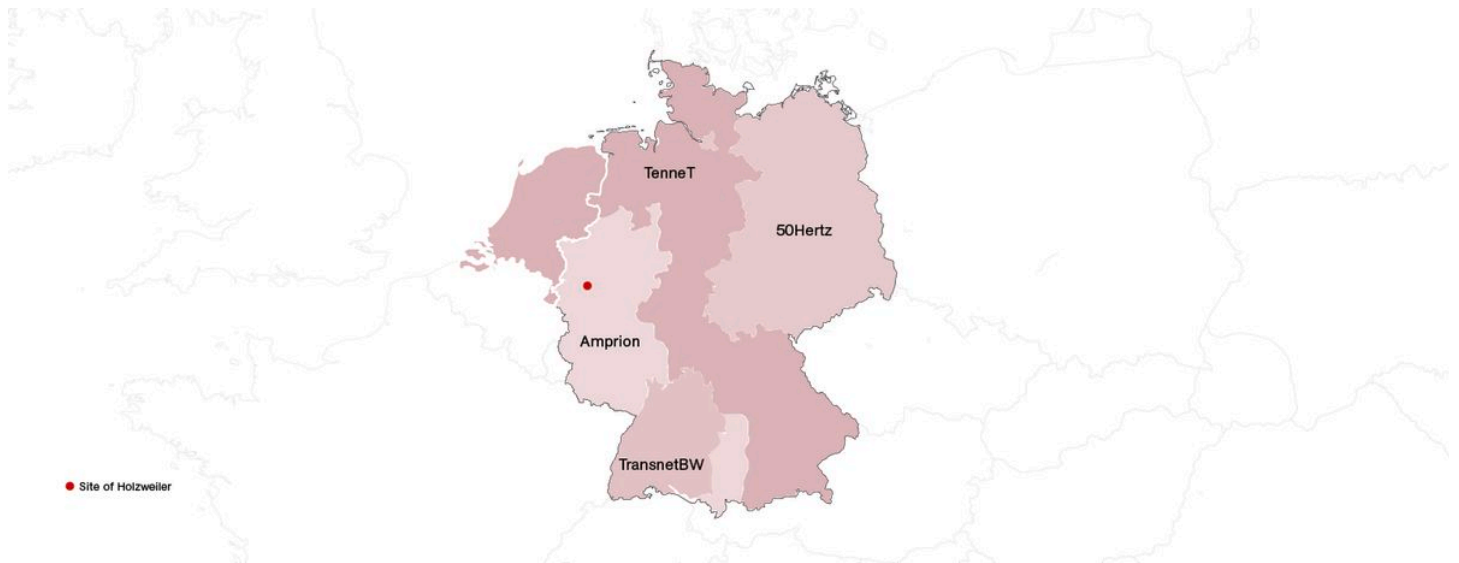 TenneT
50Hertz
Amprion
TransnetBW
Site of Holzweiler